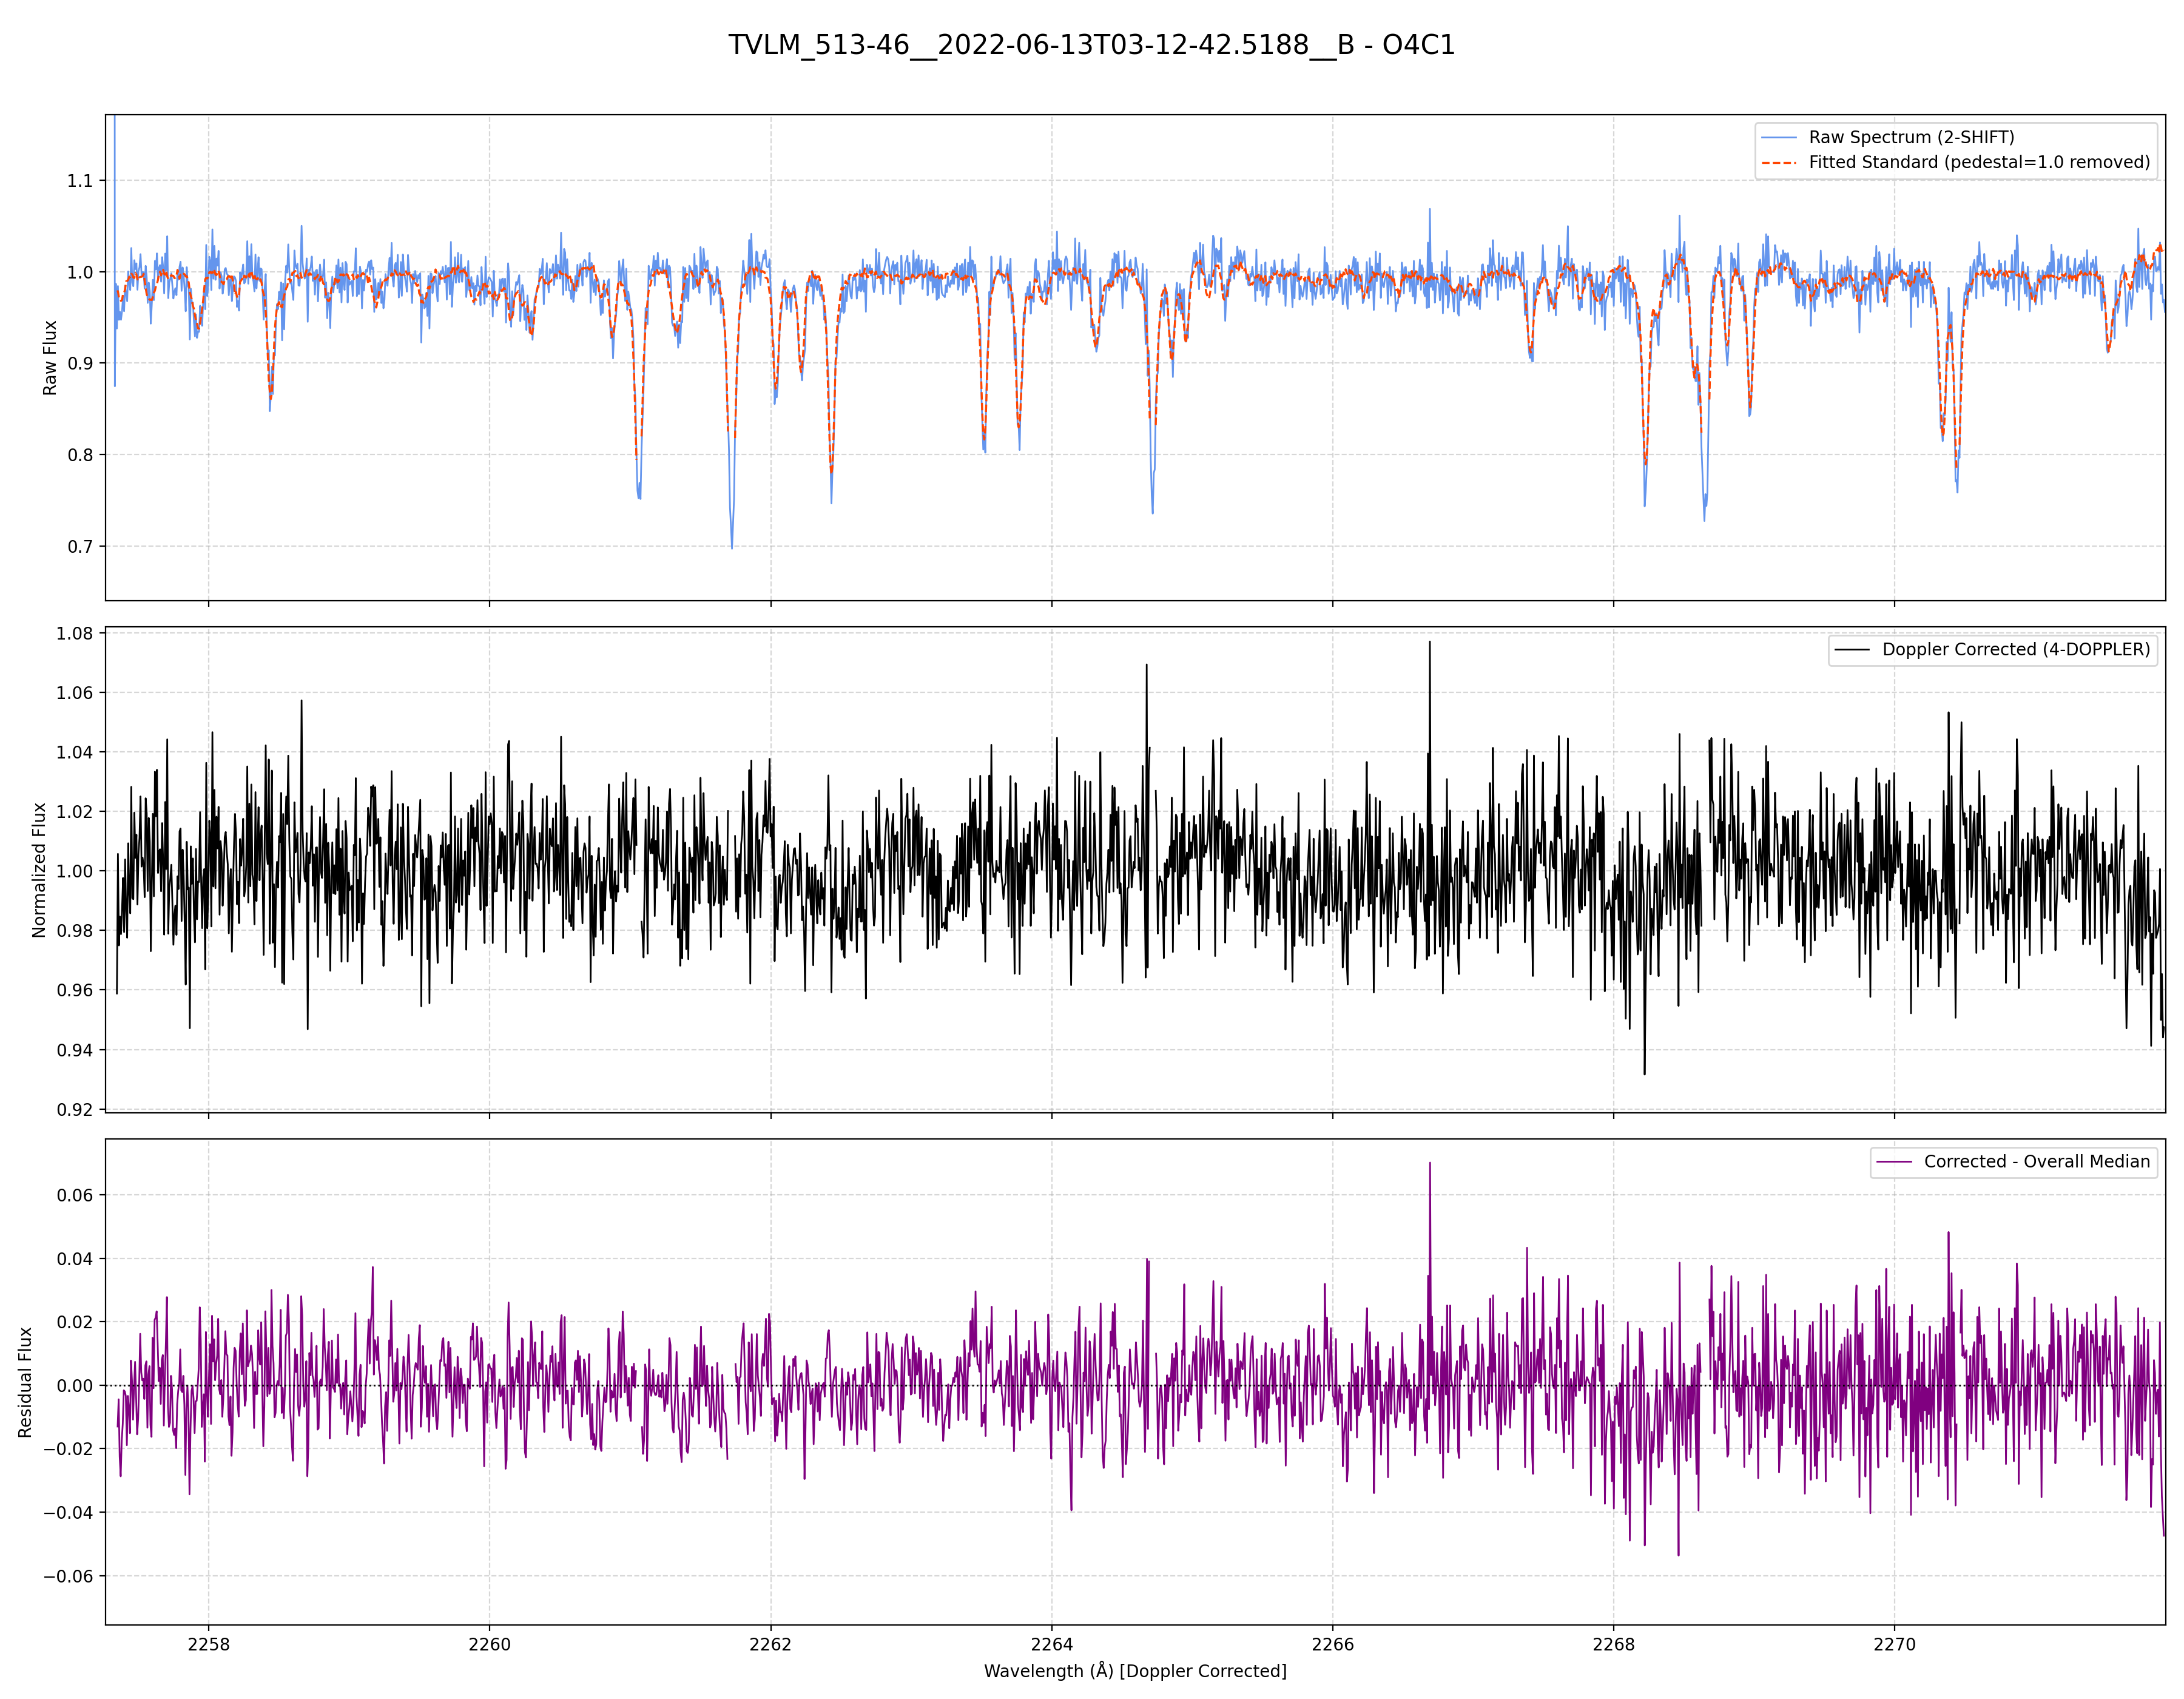 TVLM_513-46__2022-06-13T03-12-42.5188__B - O4C1
Raw Spectrum (2-SHIFT)
Fitted Standard (pedestal=1.0 removed)
1.1
1.0
0.9
0.8
0.7
Raw Flux
Doppler Corrected (4-DOPPLER)
1.08
1.06
1.04
1.02
1.00
0.98
0.96
0.94
0.92
Normalized Flux
Corrected - Overall Median
0.06
0.04
0.02
0.00
−0.02
−0.04
−0.06
Residual Flux
2258 2260 2262 2264 2266 2268 2270
Wavelength (Å) [Doppler Corrected]